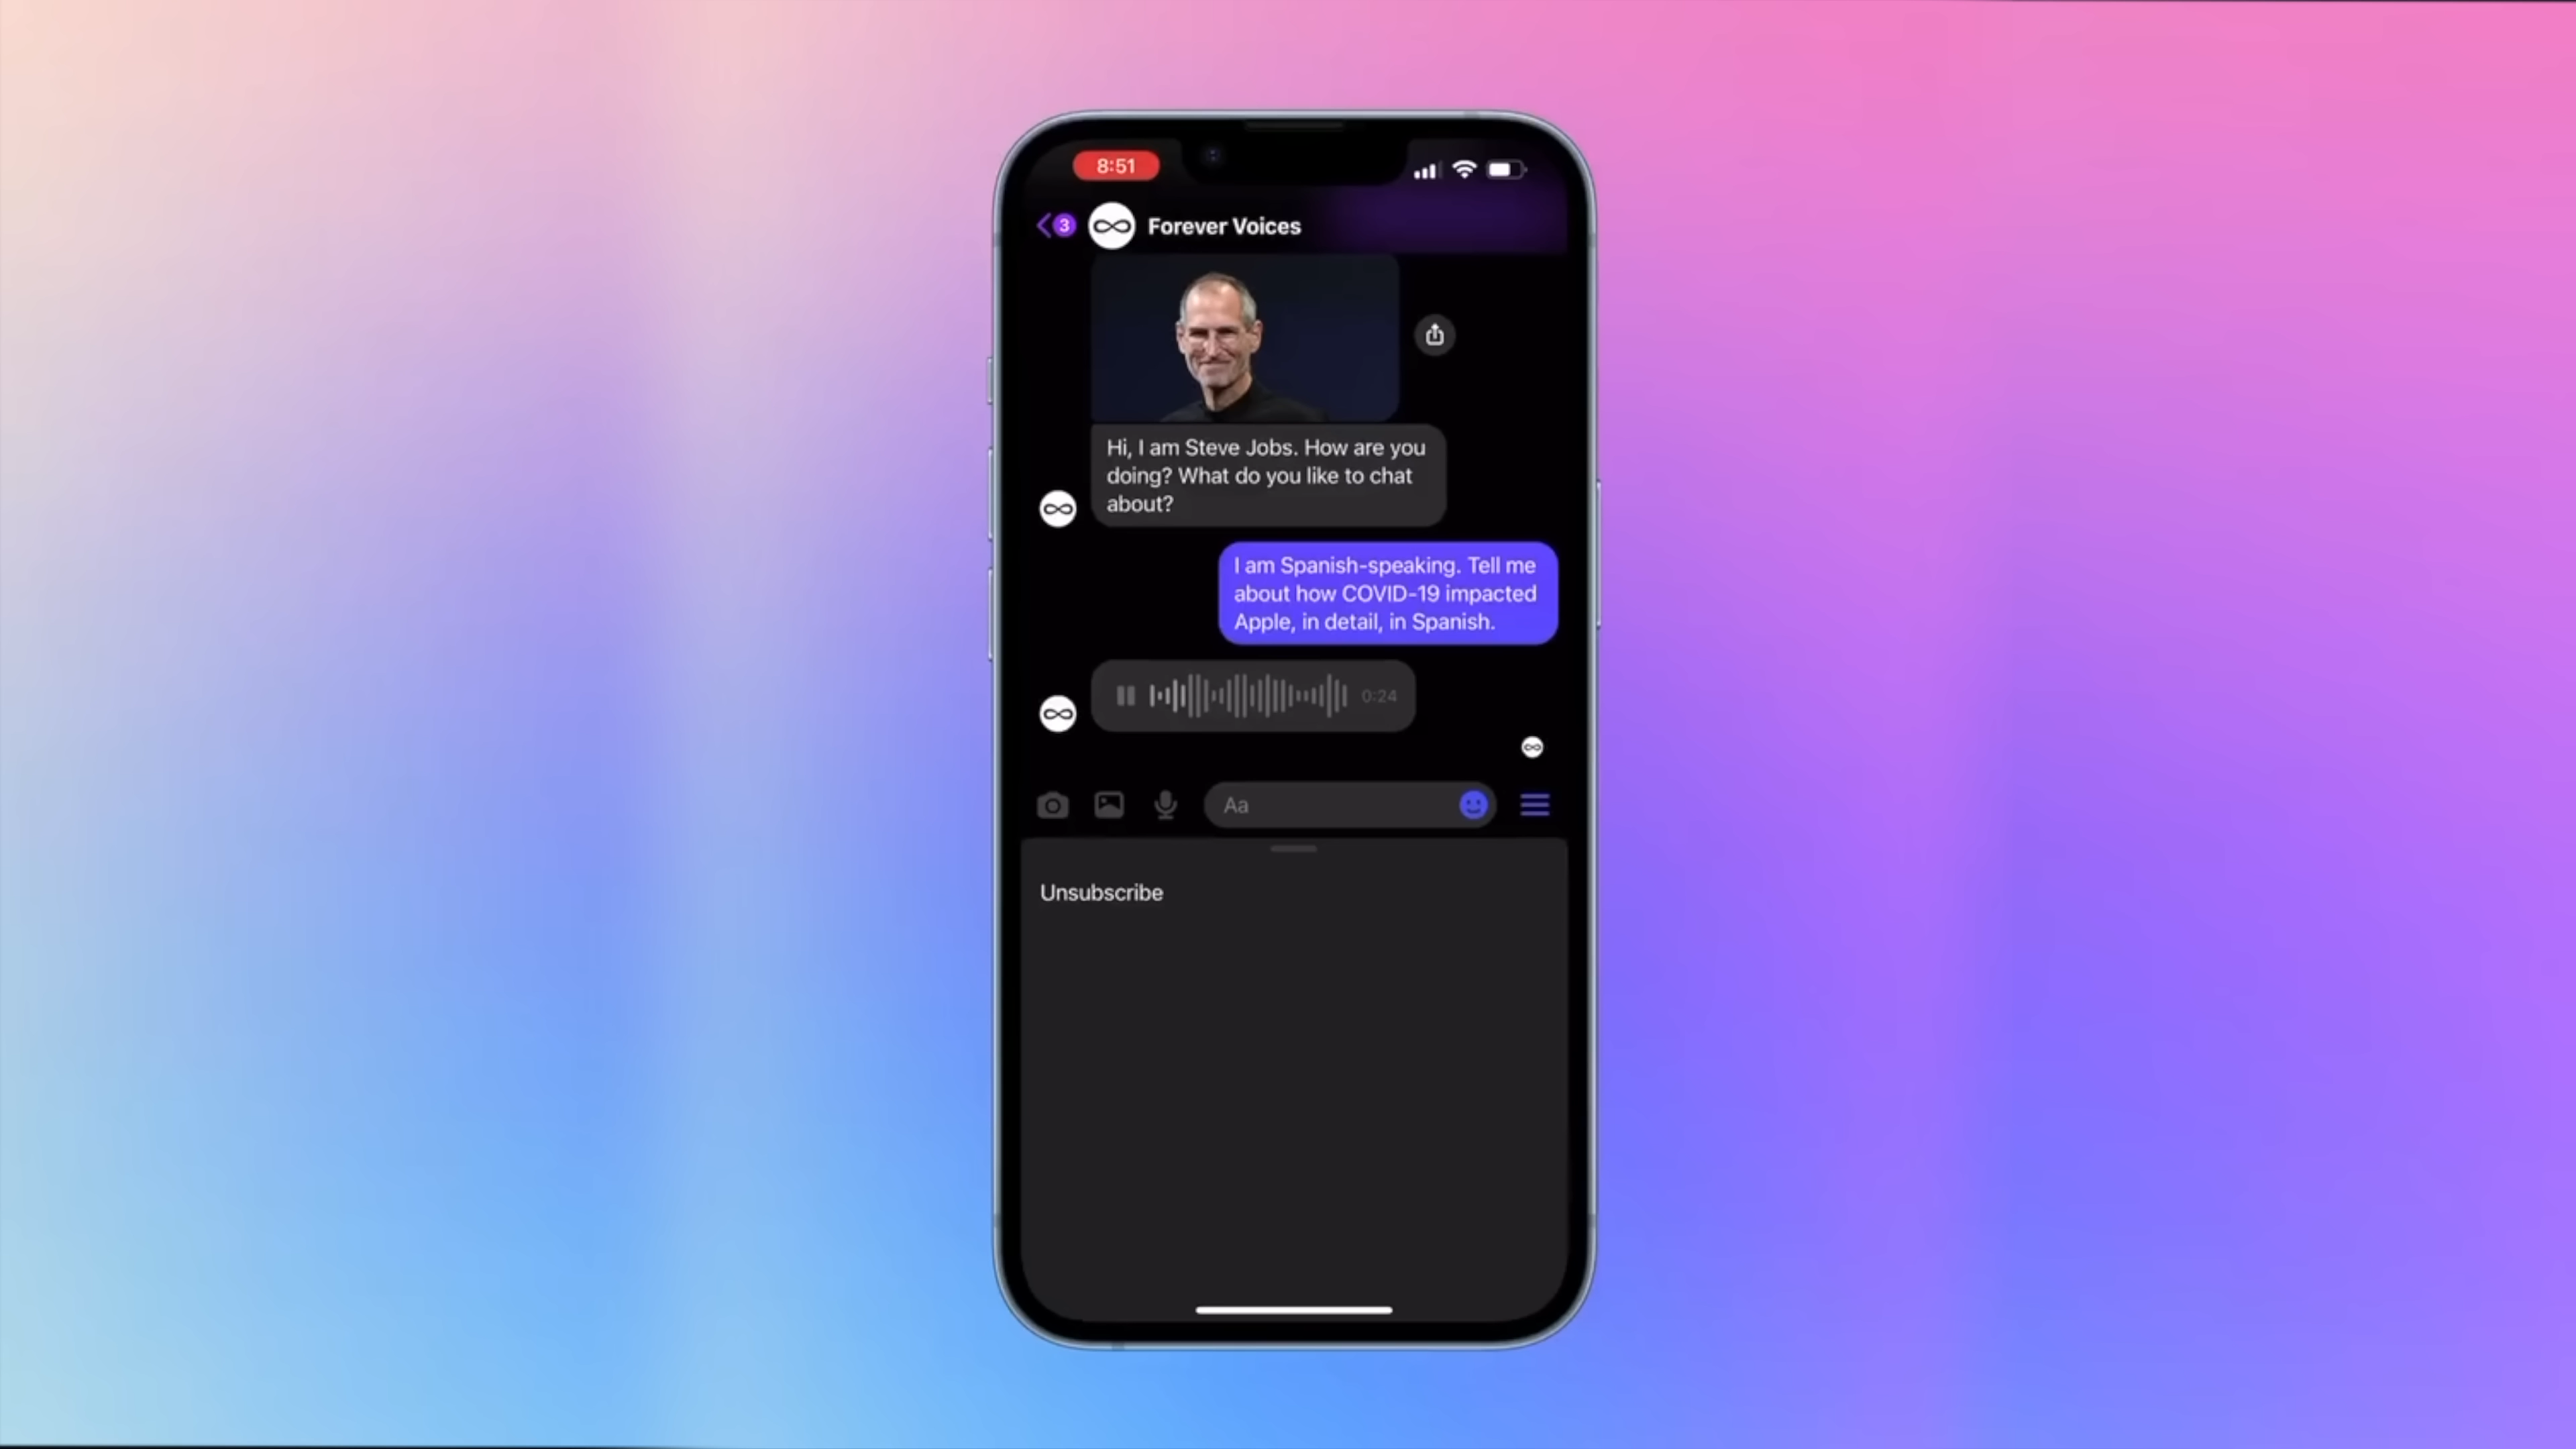 8:51
3
Forever Voices
Hi, I am Steve Jobs. How are you
doing? What do you like to chat
about?
I am Spanish-speaking. Tell me
about how COVID-19 impacted
Apple, in detail, in Spanish.
0:24
Aa
Unsubscribe